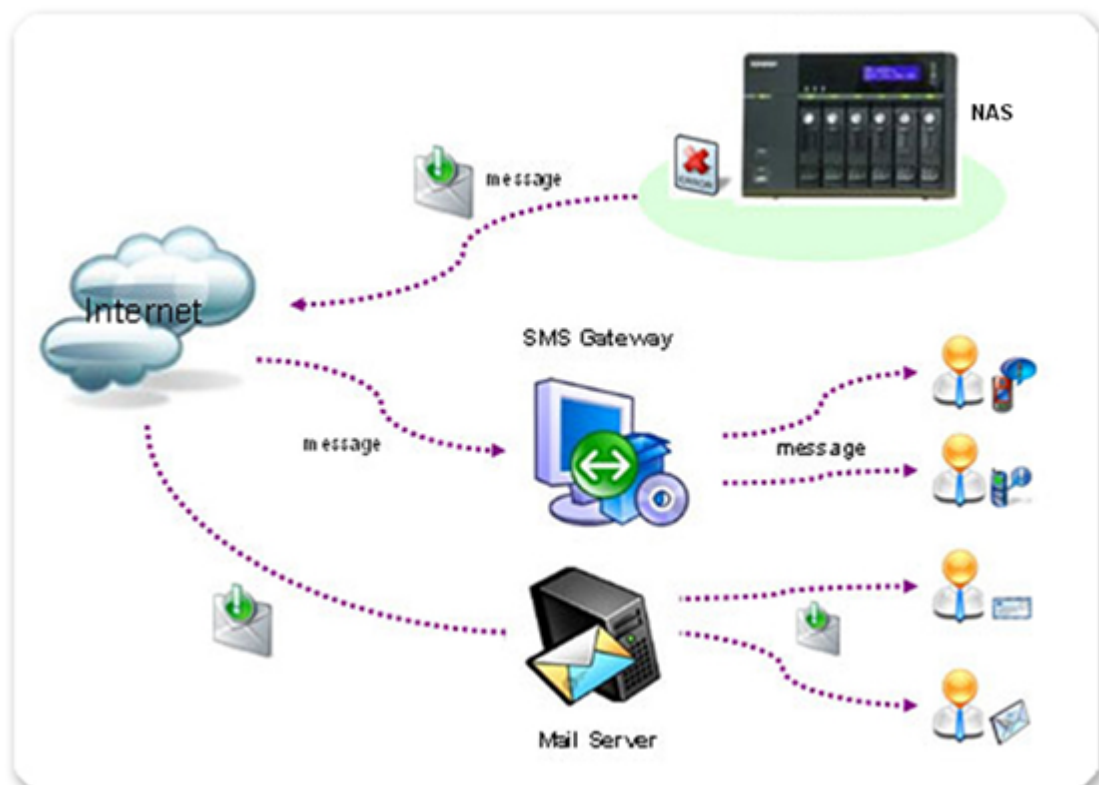 NAS
message
Internet
SMS Gateway
message
message
Mail Server